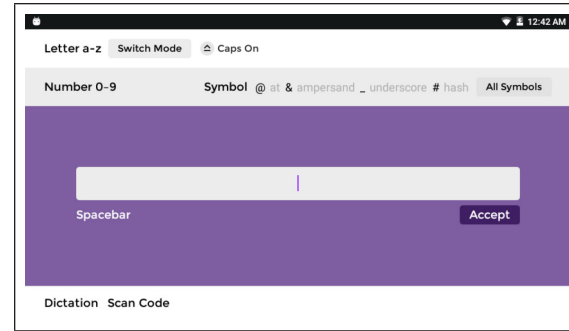 12:42 AM
Letter a-z Switch Mode Caps On
Number 0-9 Symbol @ at & ampersand _ underscore # hash All Symbols
Spacebar Accept
Dictation Scan Code